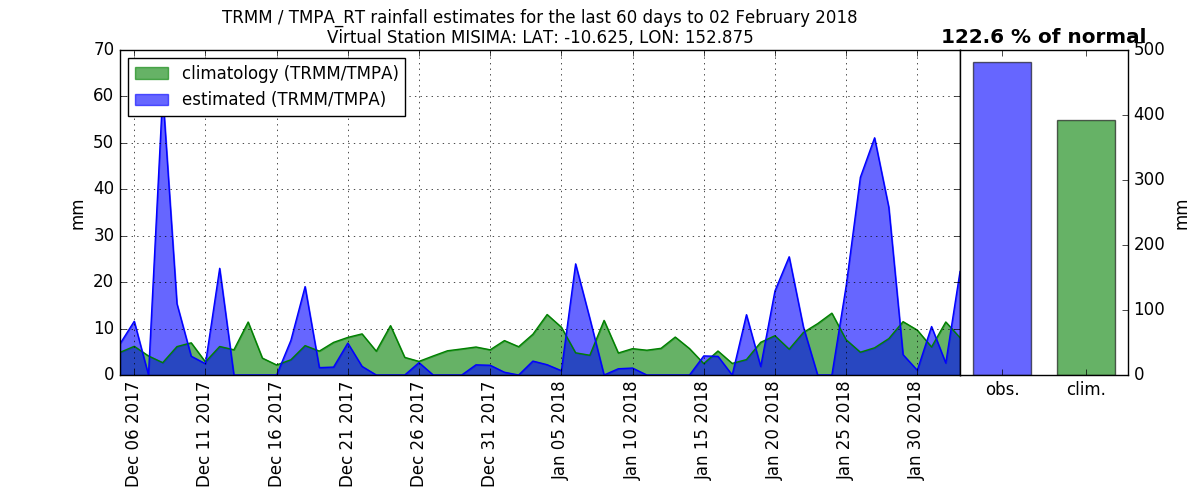 TRMM / TMPA_RT rainfall estimates for the last 60 days to 02 February 2018
Virtual Station MISIMA: LAT: -10.625, LON: 152.875
122.6 % of normal
climatology (TRMM/TMPA)
estimated (TRMM/TMPA)
70
60
50
40
30
20
10
0
mm
Dec 06 2017
Dec 11 2017
Dec 16 2017
Dec 21 2017
Dec 26 2017
Dec 31 2017
Jan 05 2018
Jan 10 2018
Jan 15 2018
Jan 20 2018
Jan 25 2018
Jan 30 2018
500
400
300
200
100
0
mm
obs.
clim.